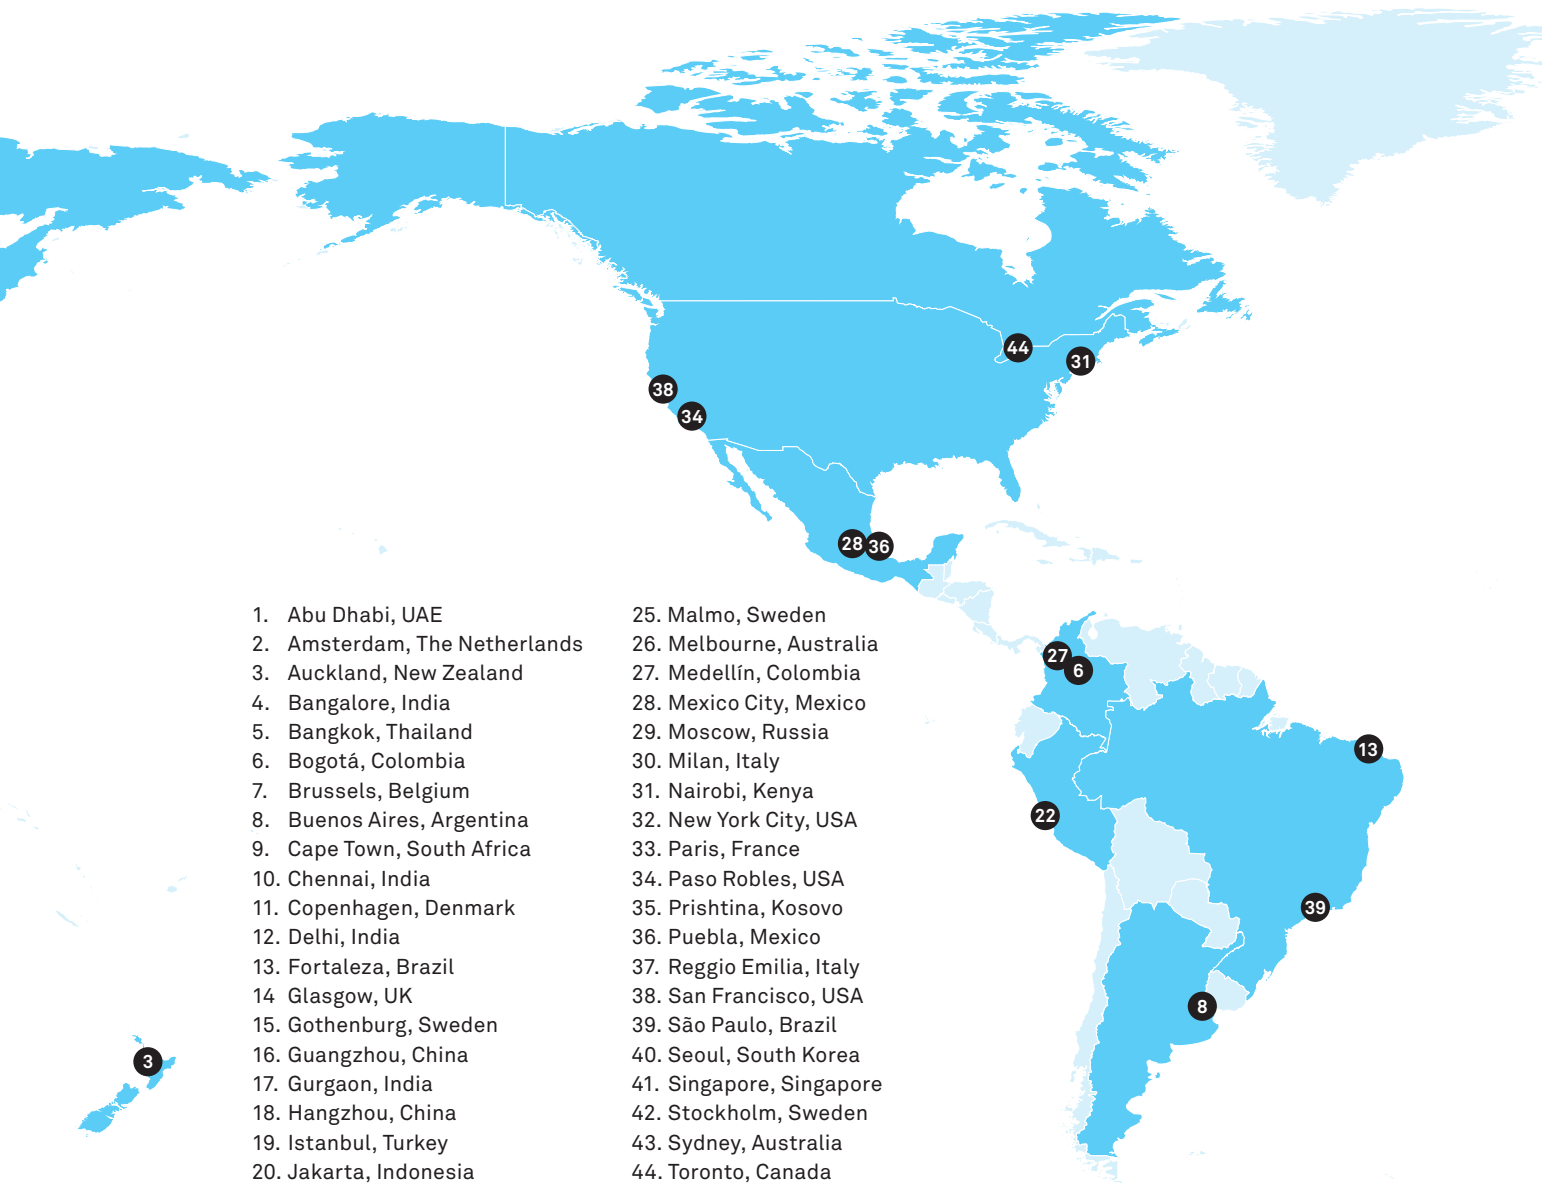 44
31
38
34
28
36
27
6
13
22
39
8
3
1. Abu Dhabi, UAE
2. Amsterdam, The Netherlands
3. Auckland, New Zealand
4. Bangalore, India
5. Bangkok, Thailand
6. Bogotá, Colombia
7. Brussels, Belgium
8. Buenos Aires, Argentina
9. Cape Town, South Africa
10. Chennai, India
11. Copenhagen, Denmark
12. Delhi, India
13. Fortaleza, Brazil
14 Glasgow, UK
15. Gothenburg, Sweden
16. Guangzhou, China
17. Gurgaon, India
18. Hangzhou, China
19. Istanbul, Turkey
20. Jakarta, Indonesia
25. Malmo, Sweden
26. Melbourne, Australia
27. Medellín, Colombia
28. Mexico City, Mexico
29. Moscow, Russia
30. Milan, Italy
31. Nairobi, Kenya
32. New York City, USA
33. Paris, France
34. Paso Robles, USA
35. Prishtina, Kosovo
36. Puebla, Mexico
37. Reggio Emilia, Italy
38. San Francisco, USA
39. São Paulo, Brazil
40. Seoul, South Korea
41. Singapore, Singapore
42. Stockholm, Sweden
43. Sydney, Australia
44. Toronto, Canada